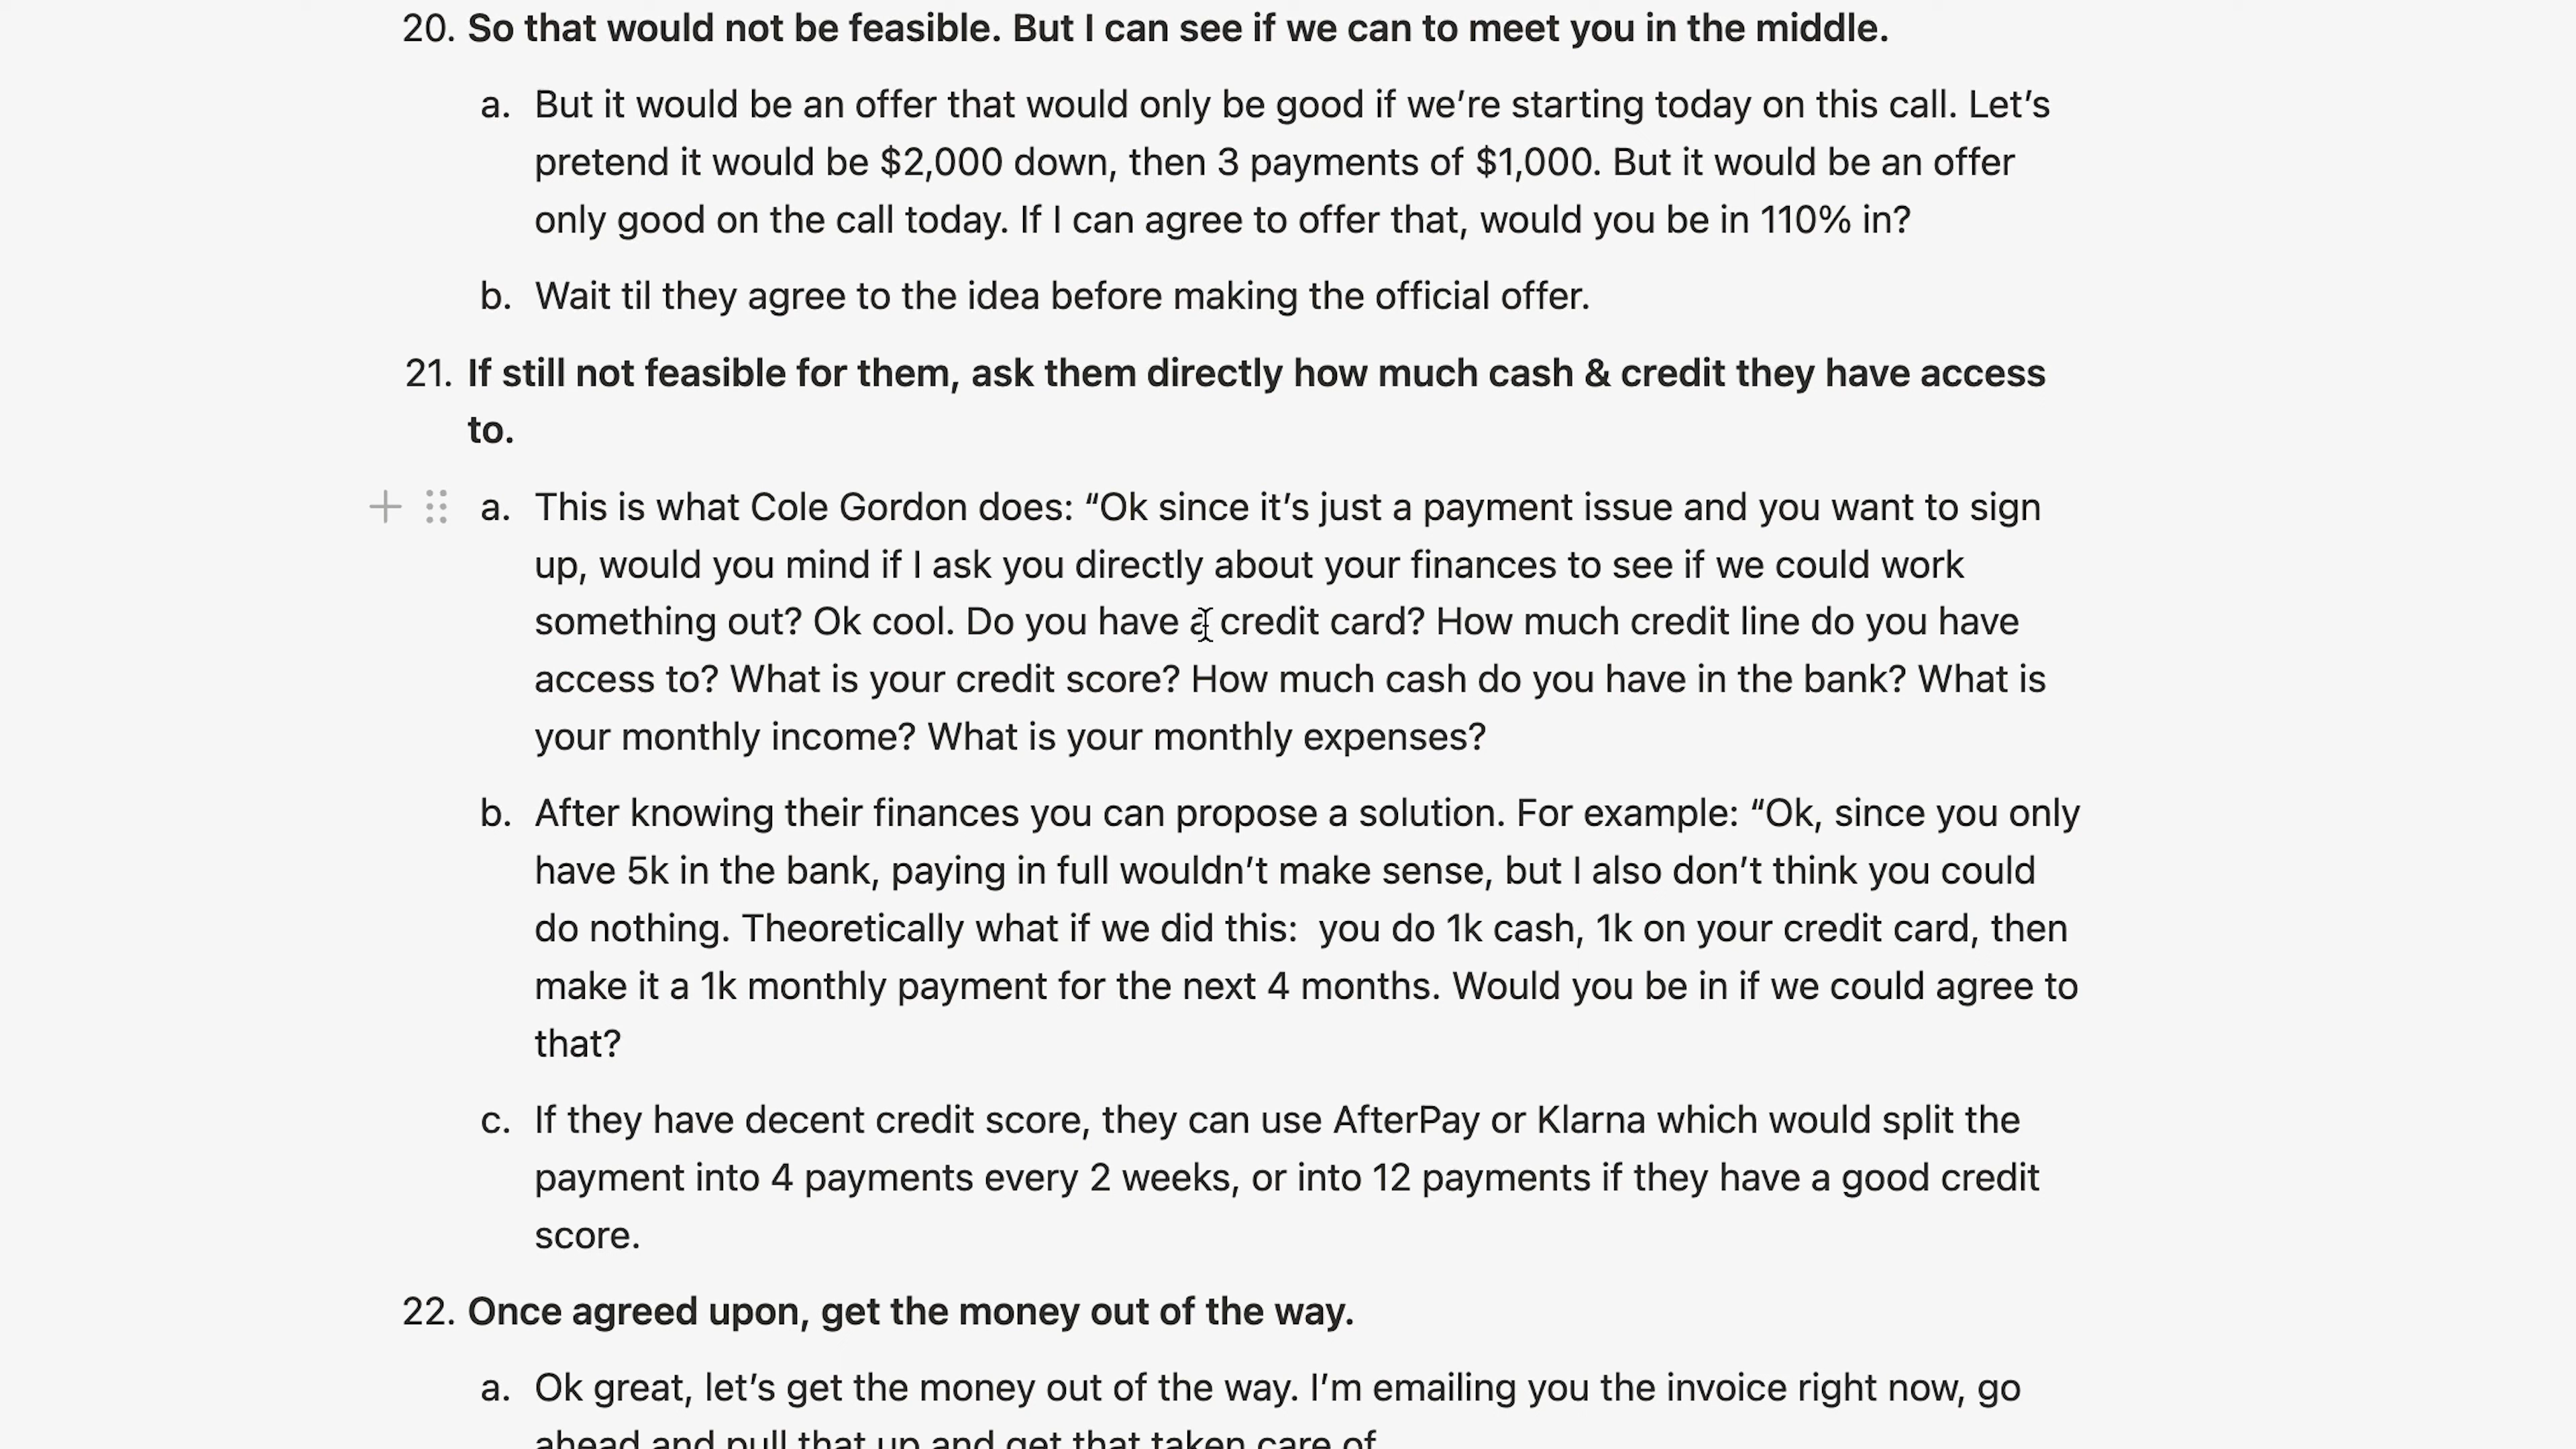 20. So that would not be feasible. But I can see if we can to meet you in the middle.
a. But it would be an offer that would only be good if we’re starting today on this call. Let’s
pretend it would be $2,000 down, then 3 payments of $1,000. But it would be an offer
only good on the call today. If I can agree to offer that, would you be in 110% in?
b. Wait til they agree to the idea before making the official offer.
21. If still not feasible for them, ask them directly how much cash & credit they have access
to.
a. This is what Cole Gordon does: “Ok since it’s just a payment issue and you want to sign
up, would you mind if I ask you directly about your finances to see if we could work
something out? Ok cool. Do you have a credit card? How much credit line do you have
access to? What is your credit score? How much cash do you have in the bank? What is
your monthly income? What is your monthly expenses?
b. After knowing their finances you can propose a solution. For example: “Ok, since you only
have 5k in the bank, paying in full wouldn’t make sense, but I also don’t think you could
do nothing. Theoretically what if we did this:  you do 1k cash, 1k on your credit card, then
make it a 1k monthly payment for the next 4 months. Would you be in if we could agree to
that?
c. If they have decent credit score, they can use AfterPay or Klarna which would split the
payment into 4 payments every 2 weeks, or into 12 payments if they have a good credit
score.
22. Once agreed upon, get the money out of the way.
a. Ok great, let’s get the money out of the way. I’m emailing you the invoice right now, go
ahead and pull that up and get that taken care of